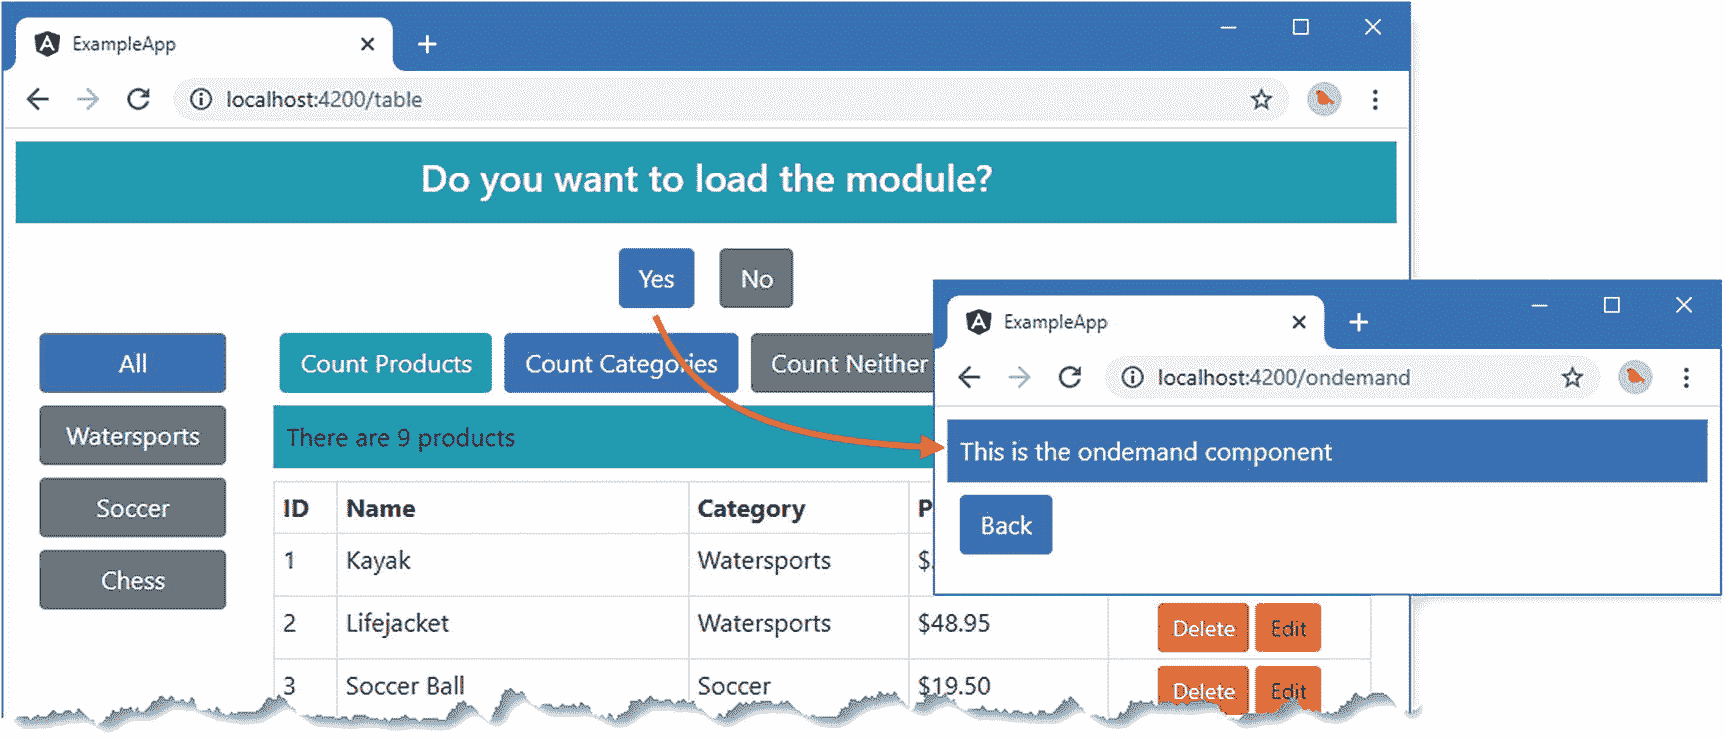 ExampleApp
localhost:4200/table
Do you want to load the module?
Yes No
All
Watersports
Soccer
Chess
Count Products Count Categories Count Neither
There are 9 products
ID Name Category P
1 Kayak Watersports $
2 Lifejacket Watersports $48.95 Delete Edit
3 Soccer Ball Soccer $19.50 Delete Edit
ExampleApp
localhost:4200/ondemand
This is the ondemand component
Back